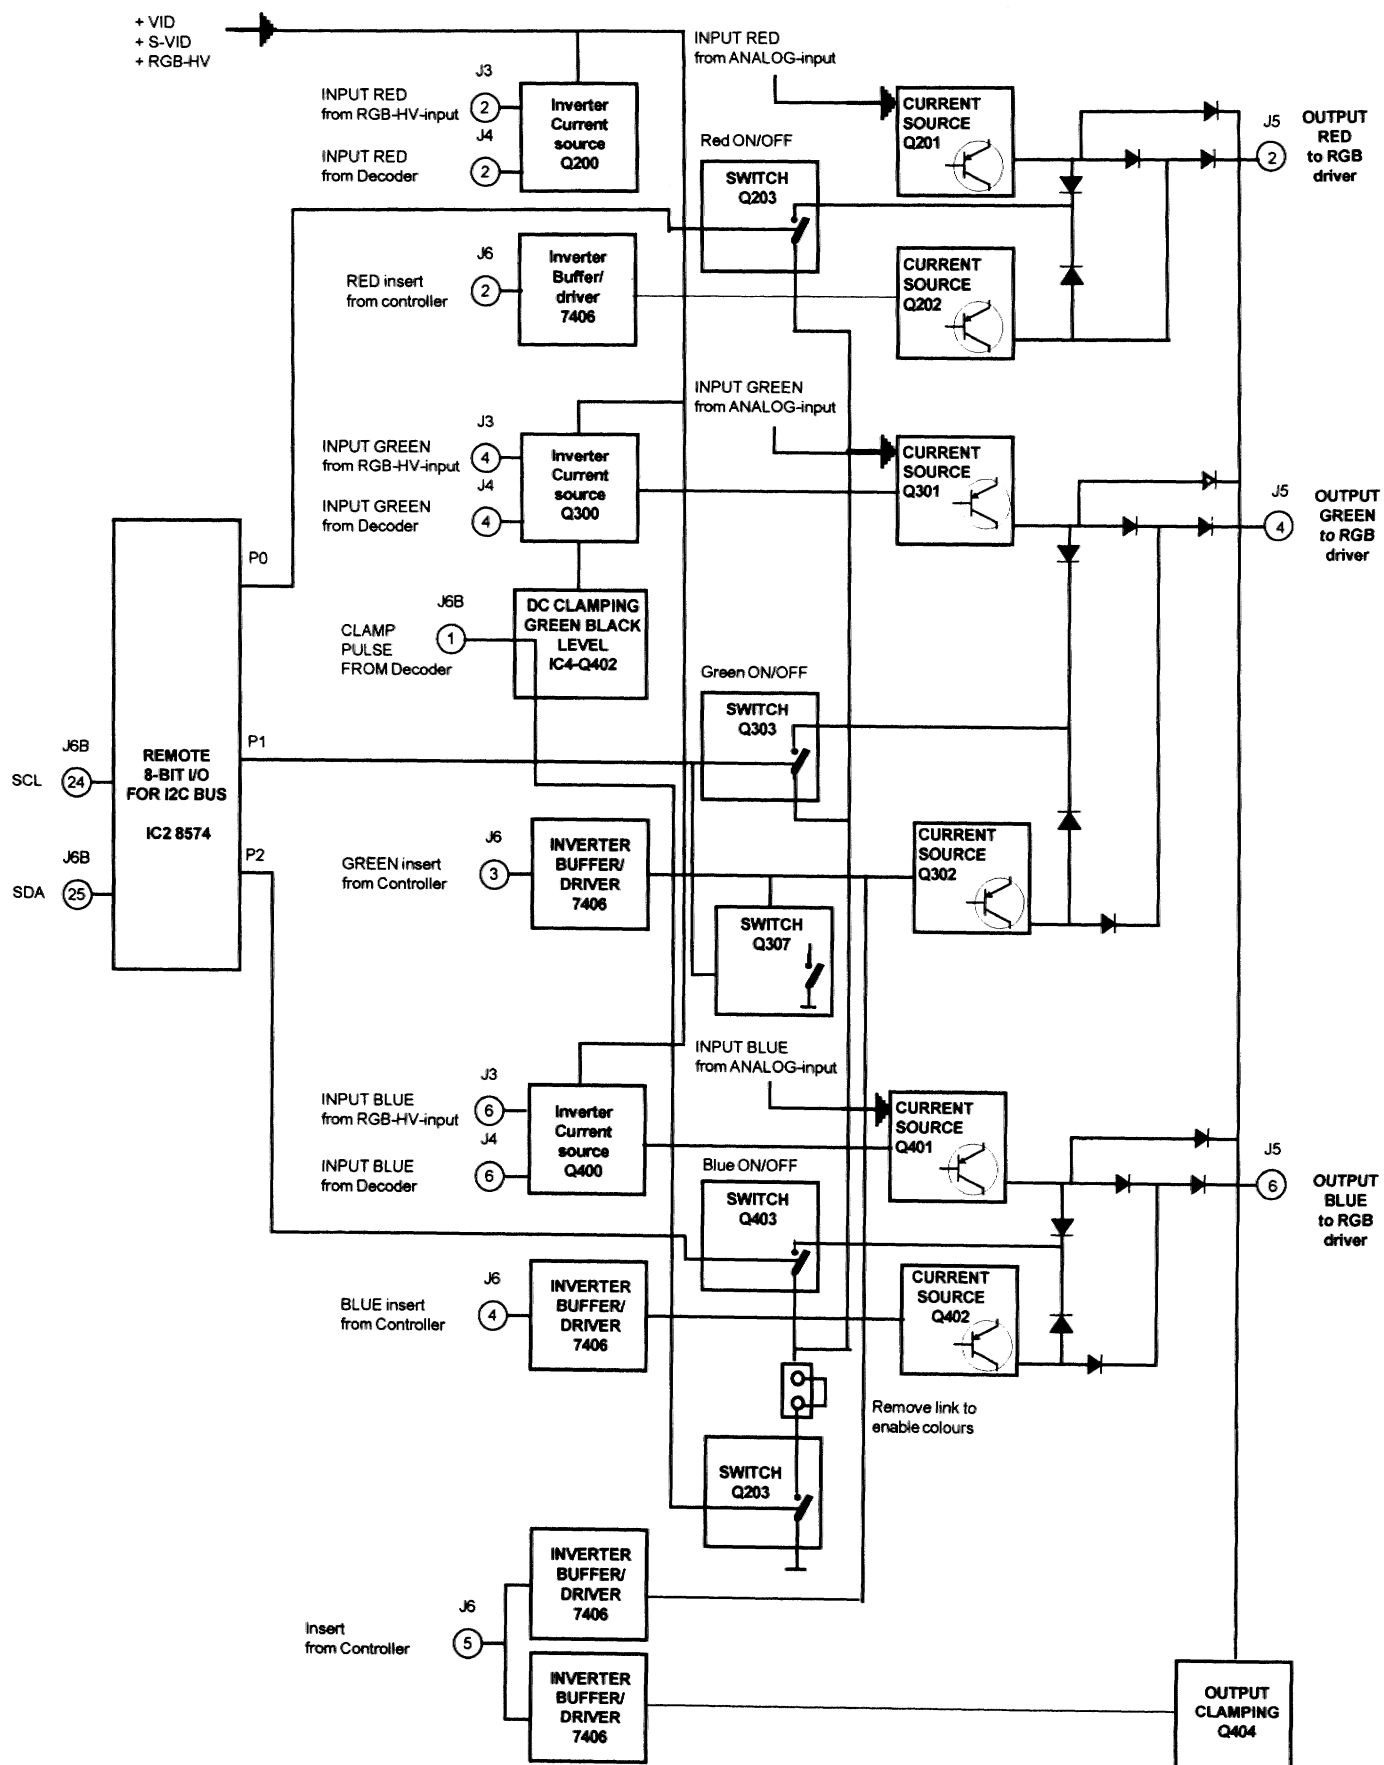 + VID
+ S-VID
+ RGB-HV
INPUT RED
from ANALOG-input
J3
INPUT RED
from RGB-HV-input
2
J4
INPUT RED
from Decoder
2
Inverter
Current
source
Q200
CURRENT
SOURCE
Q201
J5
2
OUTPUT
RED
to RGB
driver
Red ON/OFF
SWITCH
Q203
J6
RED insert
from controller
2
Inverter
Buffer/
driver
7406
CURRENT
SOURCE
Q202
INPUT GREEN
from ANALOG-input
J3
INPUT GREEN
from RGB-HV-input
4
J4
INPUT GREEN
from Decoder
4
Inverter
Current
source
Q300
CURRENT
SOURCE
Q301
J5
4
OUTPUT
GREEN
to RGB
driver
P0
J6B
CLAMP
PULSE
FROM Decoder
1
DC CLAMPING
GREEN BLACK
LEVEL
IC4-Q402
Green ON/OFF
SWITCH
Q303
P1
J6B
SCL
24
REMOTE
8-BIT I/O
FOR I2C BUS
IC2 8574
J6B
SDA
25
P2
J6
GREEN insert
from Controller
3
INVERTER
BUFFER/
DRIVER
7406
CURRENT
SOURCE
Q302
SWITCH
Q307
INPUT BLUE
from ANALOG-input
J3
INPUT BLUE
from RGB-HV-input
6
J4
INPUT BLUE
from Decoder
6
Inverter
Current
source
Q400
CURRENT
SOURCE
Q401
J5
6
OUTPUT
BLUE
to RGB
driver
Blue ON/OFF
SWITCH
Q403
J6
BLUE insert
from Controller
4
INVERTER
BUFFER/
DRIVER
7406
CURRENT
SOURCE
Q402
Remove link to
enable colours
SWITCH
Q203
J6
Insert
from Controller
5
INVERTER
BUFFER/
DRIVER
7406
INVERTER
BUFFER/
DRIVER
7406
OUTPUT
CLAMPING
Q404